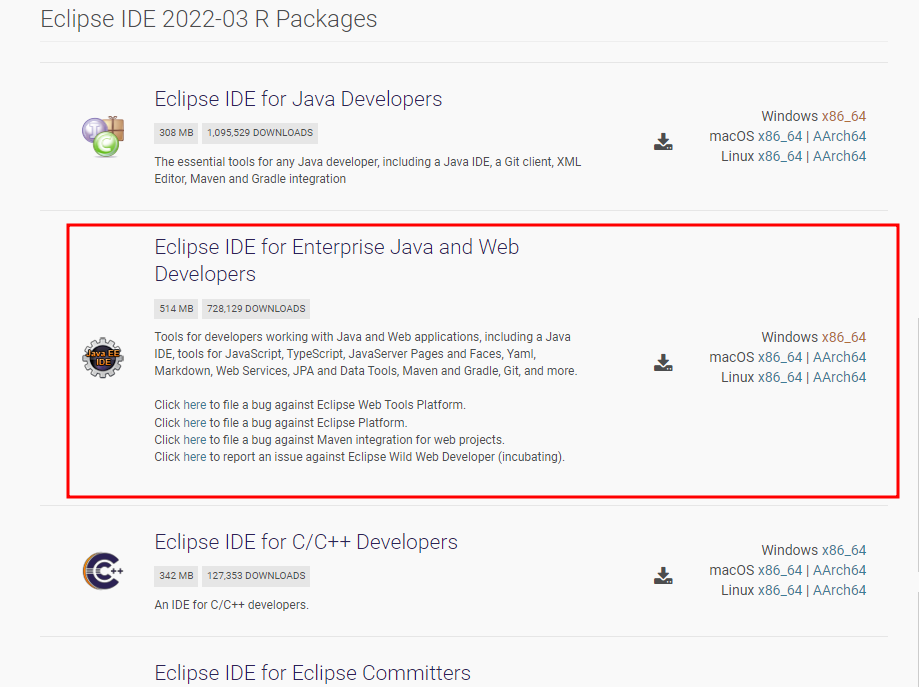 Eclipse IDE 2022-03 R Packages
Eclipse IDE for Java Developers
308 MB 1,095,529 DOWNLOADS
The essential tools for any Java developer, including a Java IDE, a Git client, XML
Editor, Maven and Gradle integration
Windows x86_64
macOS x86_64 | AArch64
Linux x86_64 | AArch64
Eclipse IDE for Enterprise Java and Web
Developers
514 MB 728,129 DOWNLOADS
Java EE
IDE
Tools for developers working with Java and Web applications, including a Java
IDE, tools for JavaScript, TypeScript, JavaServer Pages and Faces, Yaml,
Markdown, Web Services, JPA and Data Tools, Maven and Gradle, Git, and more.
Click here to file a bug against Eclipse Web Tools Platform.
Click here to file a bug against Eclipse Platform.
Click here to file a bug against Maven integration for web projects.
Click here to report an issue against Eclipse Wild Web Developer (incubating).
Windows x86_64
macOS x86_64 | AArch64
Linux x86_64 | AArch64
Eclipse IDE for C/C++ Developers
C++
342 MB 127,353 DOWNLOADS
An IDE for C/C++ developers.
Windows x86_64
macOS x86_64 | AArch64
Linux x86_64 | AArch64
Eclipse IDE for Eclipse Committers